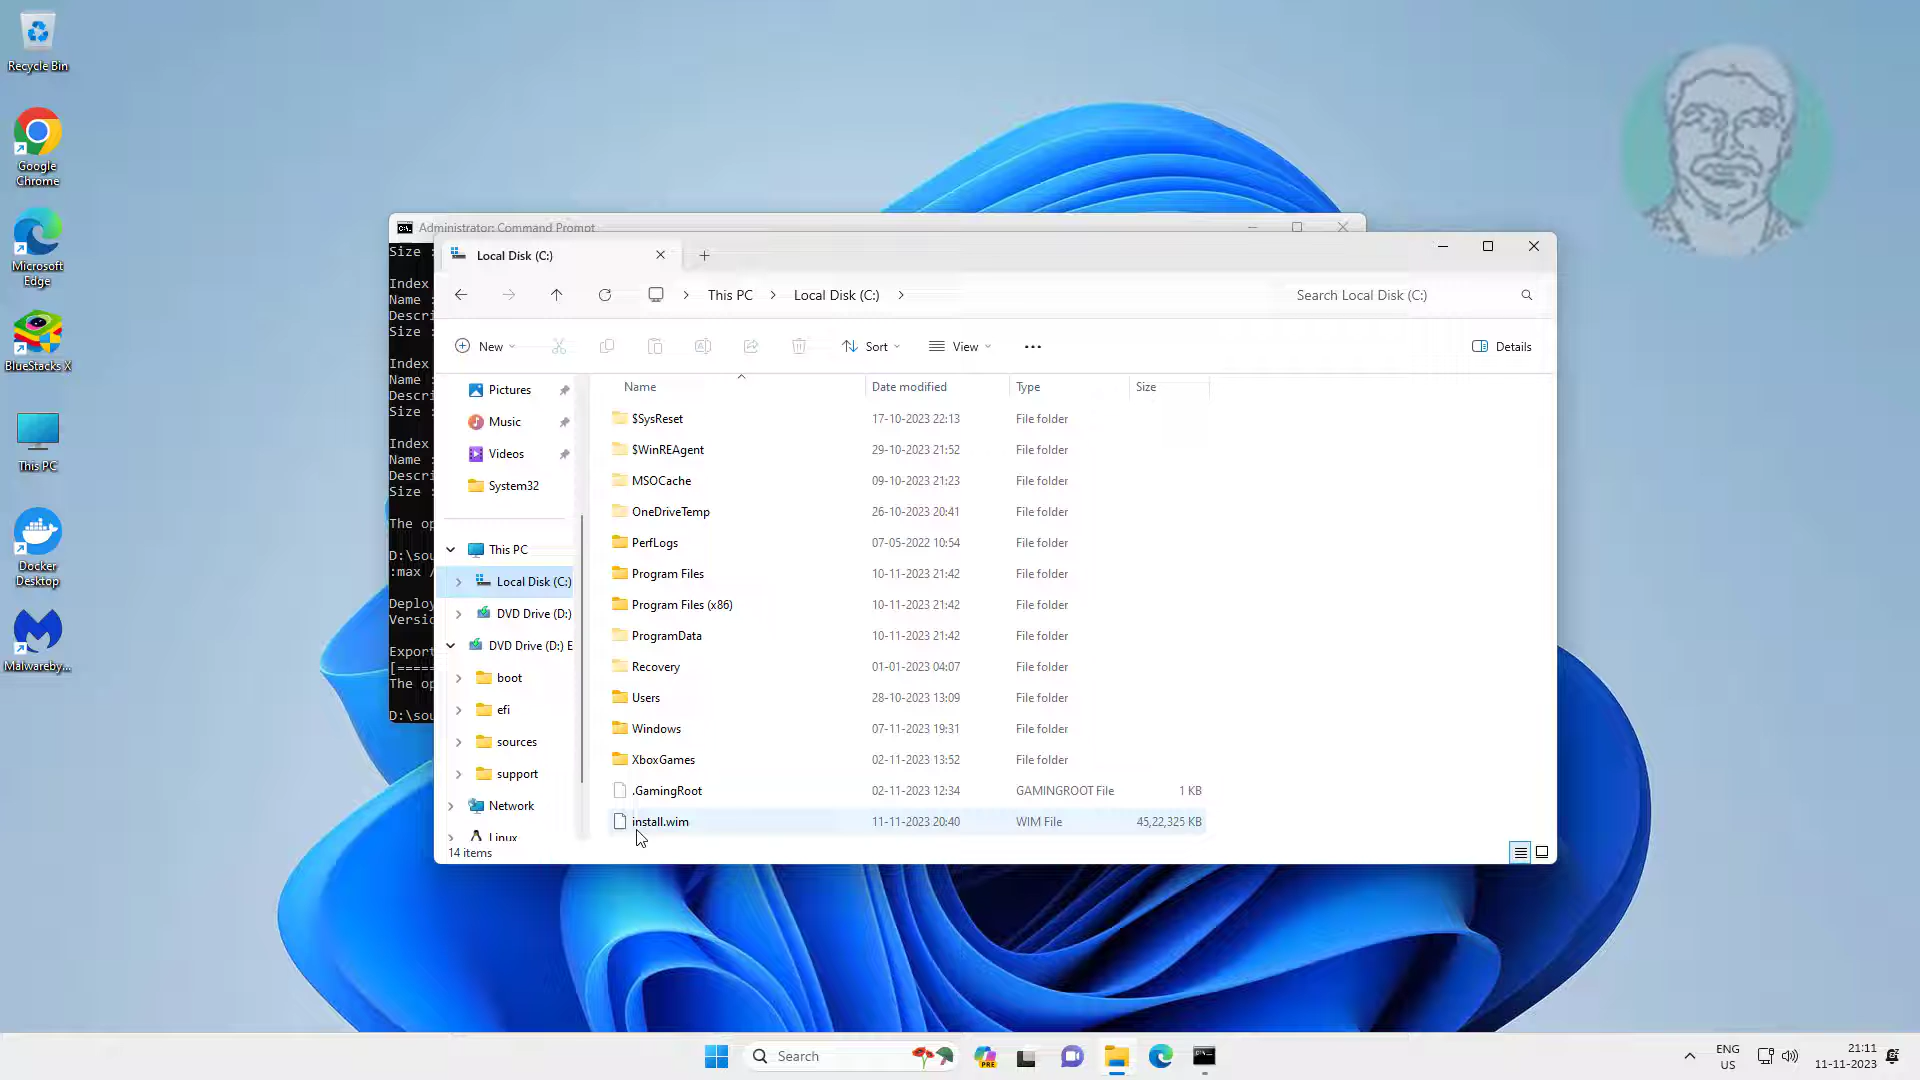 Recycle Bin
Google
Chrome
Microsoft
Edge
BlueStacks X
This PC
Docker
Desktop
Malwareby...
Administrator: Command Prompt
Size :
Index
Name :
Descri
Size :
Index
Name :
Descri
Size :
Index
Name :
Descri
Size :
The op
D:\sou
:max /
Deploy
Versio
Export
[=====
The op
D:\sou
Local Disk (C:)
This PC
Local Disk (C:)
Search Local Disk (C:)
New
Sort
View
Details
Pictures
Music
Videos
System32
This PC
Local Disk (C:)
DVD Drive (D:)
DVD Drive (D:) E
boot
efi
sources
support
Network
Linux
Name Date modified Type Size
$SysReset 17-10-2023 22:13 File folder
$WinREAgent 29-10-2023 21:52 File folder
MSOCache 09-10-2023 21:23 File folder
OneDriveTemp 26-10-2023 20:41 File folder
PerfLogs 07-05-2022 10:54 File folder
Program Files 10-11-2023 21:42 File folder
Program Files (x86) 10-11-2023 21:42 File folder
ProgramData 10-11-2023 21:42 File folder
Recovery 01-01-2023 04:07 File folder
Users 28-10-2023 13:09 File folder
Windows 07-11-2023 19:31 File folder
XboxGames 02-11-2023 13:52 File folder
.GamingRoot 02-11-2023 12:34 GAMINGROOT File 1 KB
install.wim 11-11-2023 20:40 WIM File 45,22,325 KB
14 items
Search
PRE
ENG
US
21:11
11-11-2023